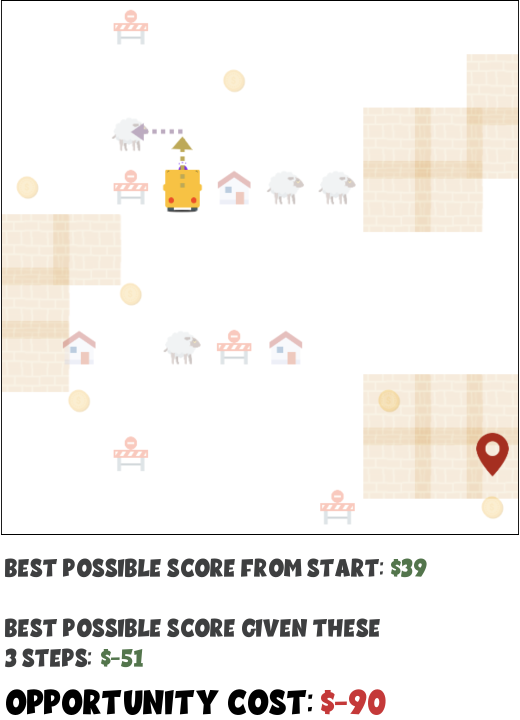 BEST POSSIBLE SCORE FROM START: $39
BEST POSSIBLE SCORE GIVEN THESE
3 STEPS: $-51
OPPORTUNITY COST: $-90